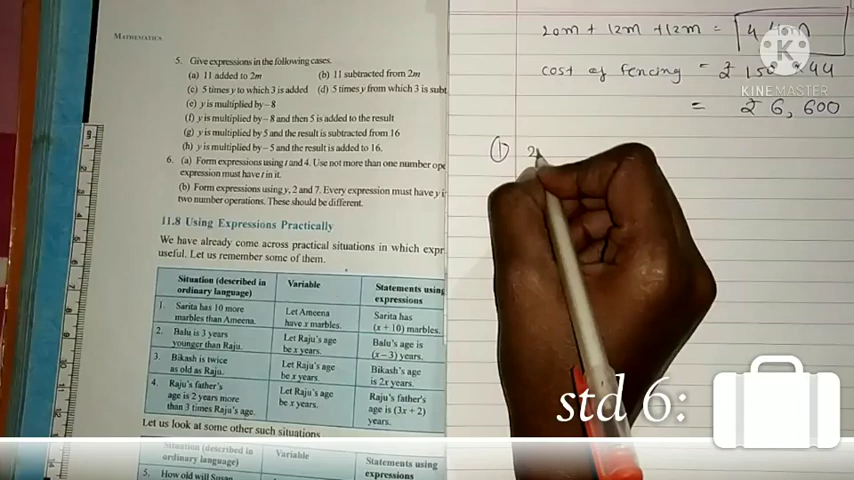 MATHEMATICS
5. Give expressions in the following cases.
(a) 11 added to 2m (b) 11 subtracted from 2m
(c) 5 times y to which 3 is added (d) 5 times y from which 3 is subt
(e) y is multiplied by – 8
(f) y is multiplied by – 8 and then 5 is added to the result
(g) y is multiplied by 5 and the result is subtracted from 16
(h) y is multiplied by – 5 and the result is added to 16.
6. (a) Form expressions using t and 4. Use not more than one number ope
expression must have t in it.
(b) Form expressions using y, 2 and 7. Every expression must have y i
two number operations. These should be different.
11.8 Using Expressions Practically
We have already come across practical situations in which expr
useful. Let us remember some of them.
Situation (described in ordinary language) Variable Statements using expressions
1. Sarita has 10 more marbles than Ameena. Let Ameena have x marbles. Sarita has (x + 10) marbles.
2. Balu is 3 years younger than Raju. Let Raju's age be x years. Balu's age is (x – 3) years.
3. Bikash is twice as old as Raju. Let Raju's age be x years. Bikash's age is 2x years.
4. Raju's father's age is 2 years more than 3 times Raju's age. Let Raju's age be x years. Raju's father's age is (3x + 2) years.
Let us look at some other such situations
Situation (described in ordinary language) Variable Statements using
5. How old will Susan
20m + 12m + 12m = 44m
cost of fencing = ₹ 150 × 44
= ₹ 6,600
① 2
KINEMASTER
std 6: